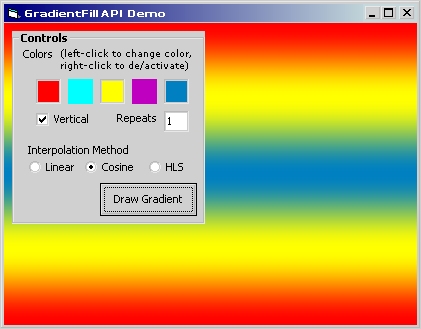 GradientFill API Demo
Controls
Colors (left-click to change color,
right-click to de/activate)
Vertical Repeats 1
Interpolation Method
Linear Cosine HLS
Draw Gradient